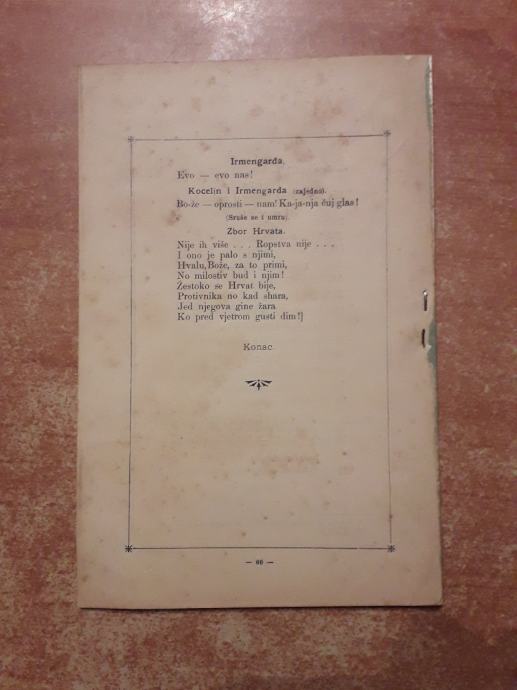 Irmengarda.
Evo — evo nas!
Kocelin i Irmengarda (zajedno).
Bo-že — oprosti — nam! Ka-ja-nja čuj glas!
(Sruše se i umru).
Zbor Hrvata.
Nije ih više . . . Ropstva nije . . .
I ono je palo s njimi,
Hvalu, Bože, za to primi,
No milostiv bud i njim!
Žestoko se Hrvat bije,
Protivnika no kad shara,
Jed njegova gine žara
Ko pred vjetrom gusti dim!]
Konac.
— 60 —